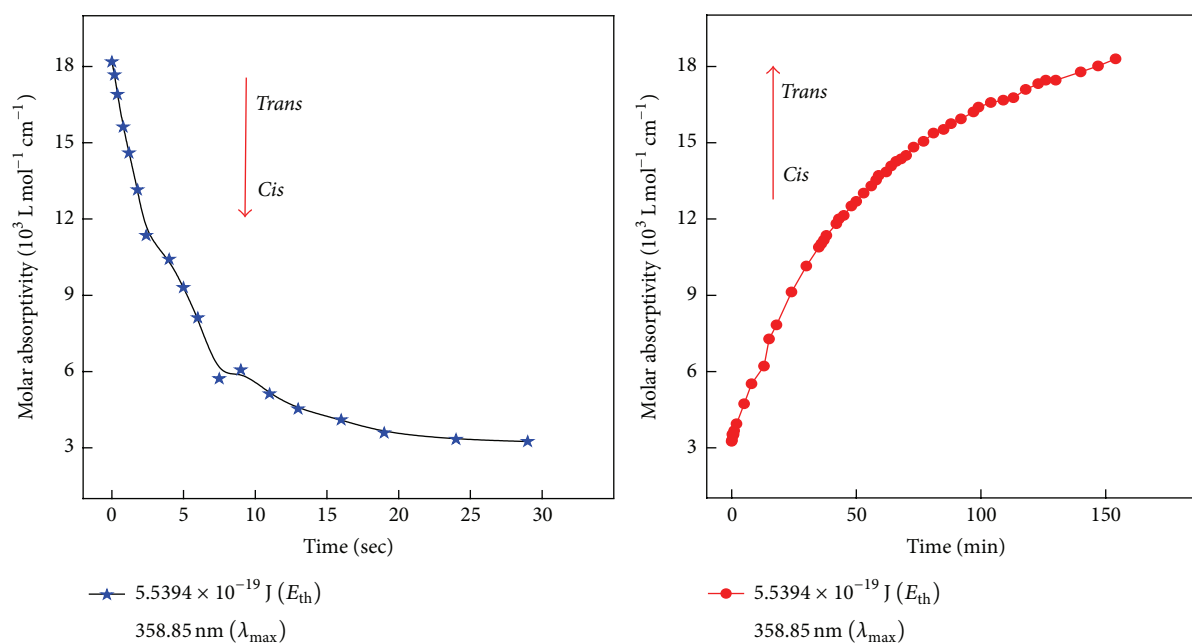 Molar absorptivity (10³ L mol⁻¹ cm⁻¹)
18
15
12
9
6
3
Trans
Cis
0 5 10 15 20 25 30
Time (sec)
5.5394 × 10⁻¹⁹ J (E_th)
358.85 nm (λ_max)
Molar absorptivity (10³ L mol⁻¹ cm⁻¹)
18
15
12
9
6
3
Trans
Cis
0 50 100 150
Time (min)
5.5394 × 10⁻¹⁹ J (E_th)
358.85 nm (λ_max)